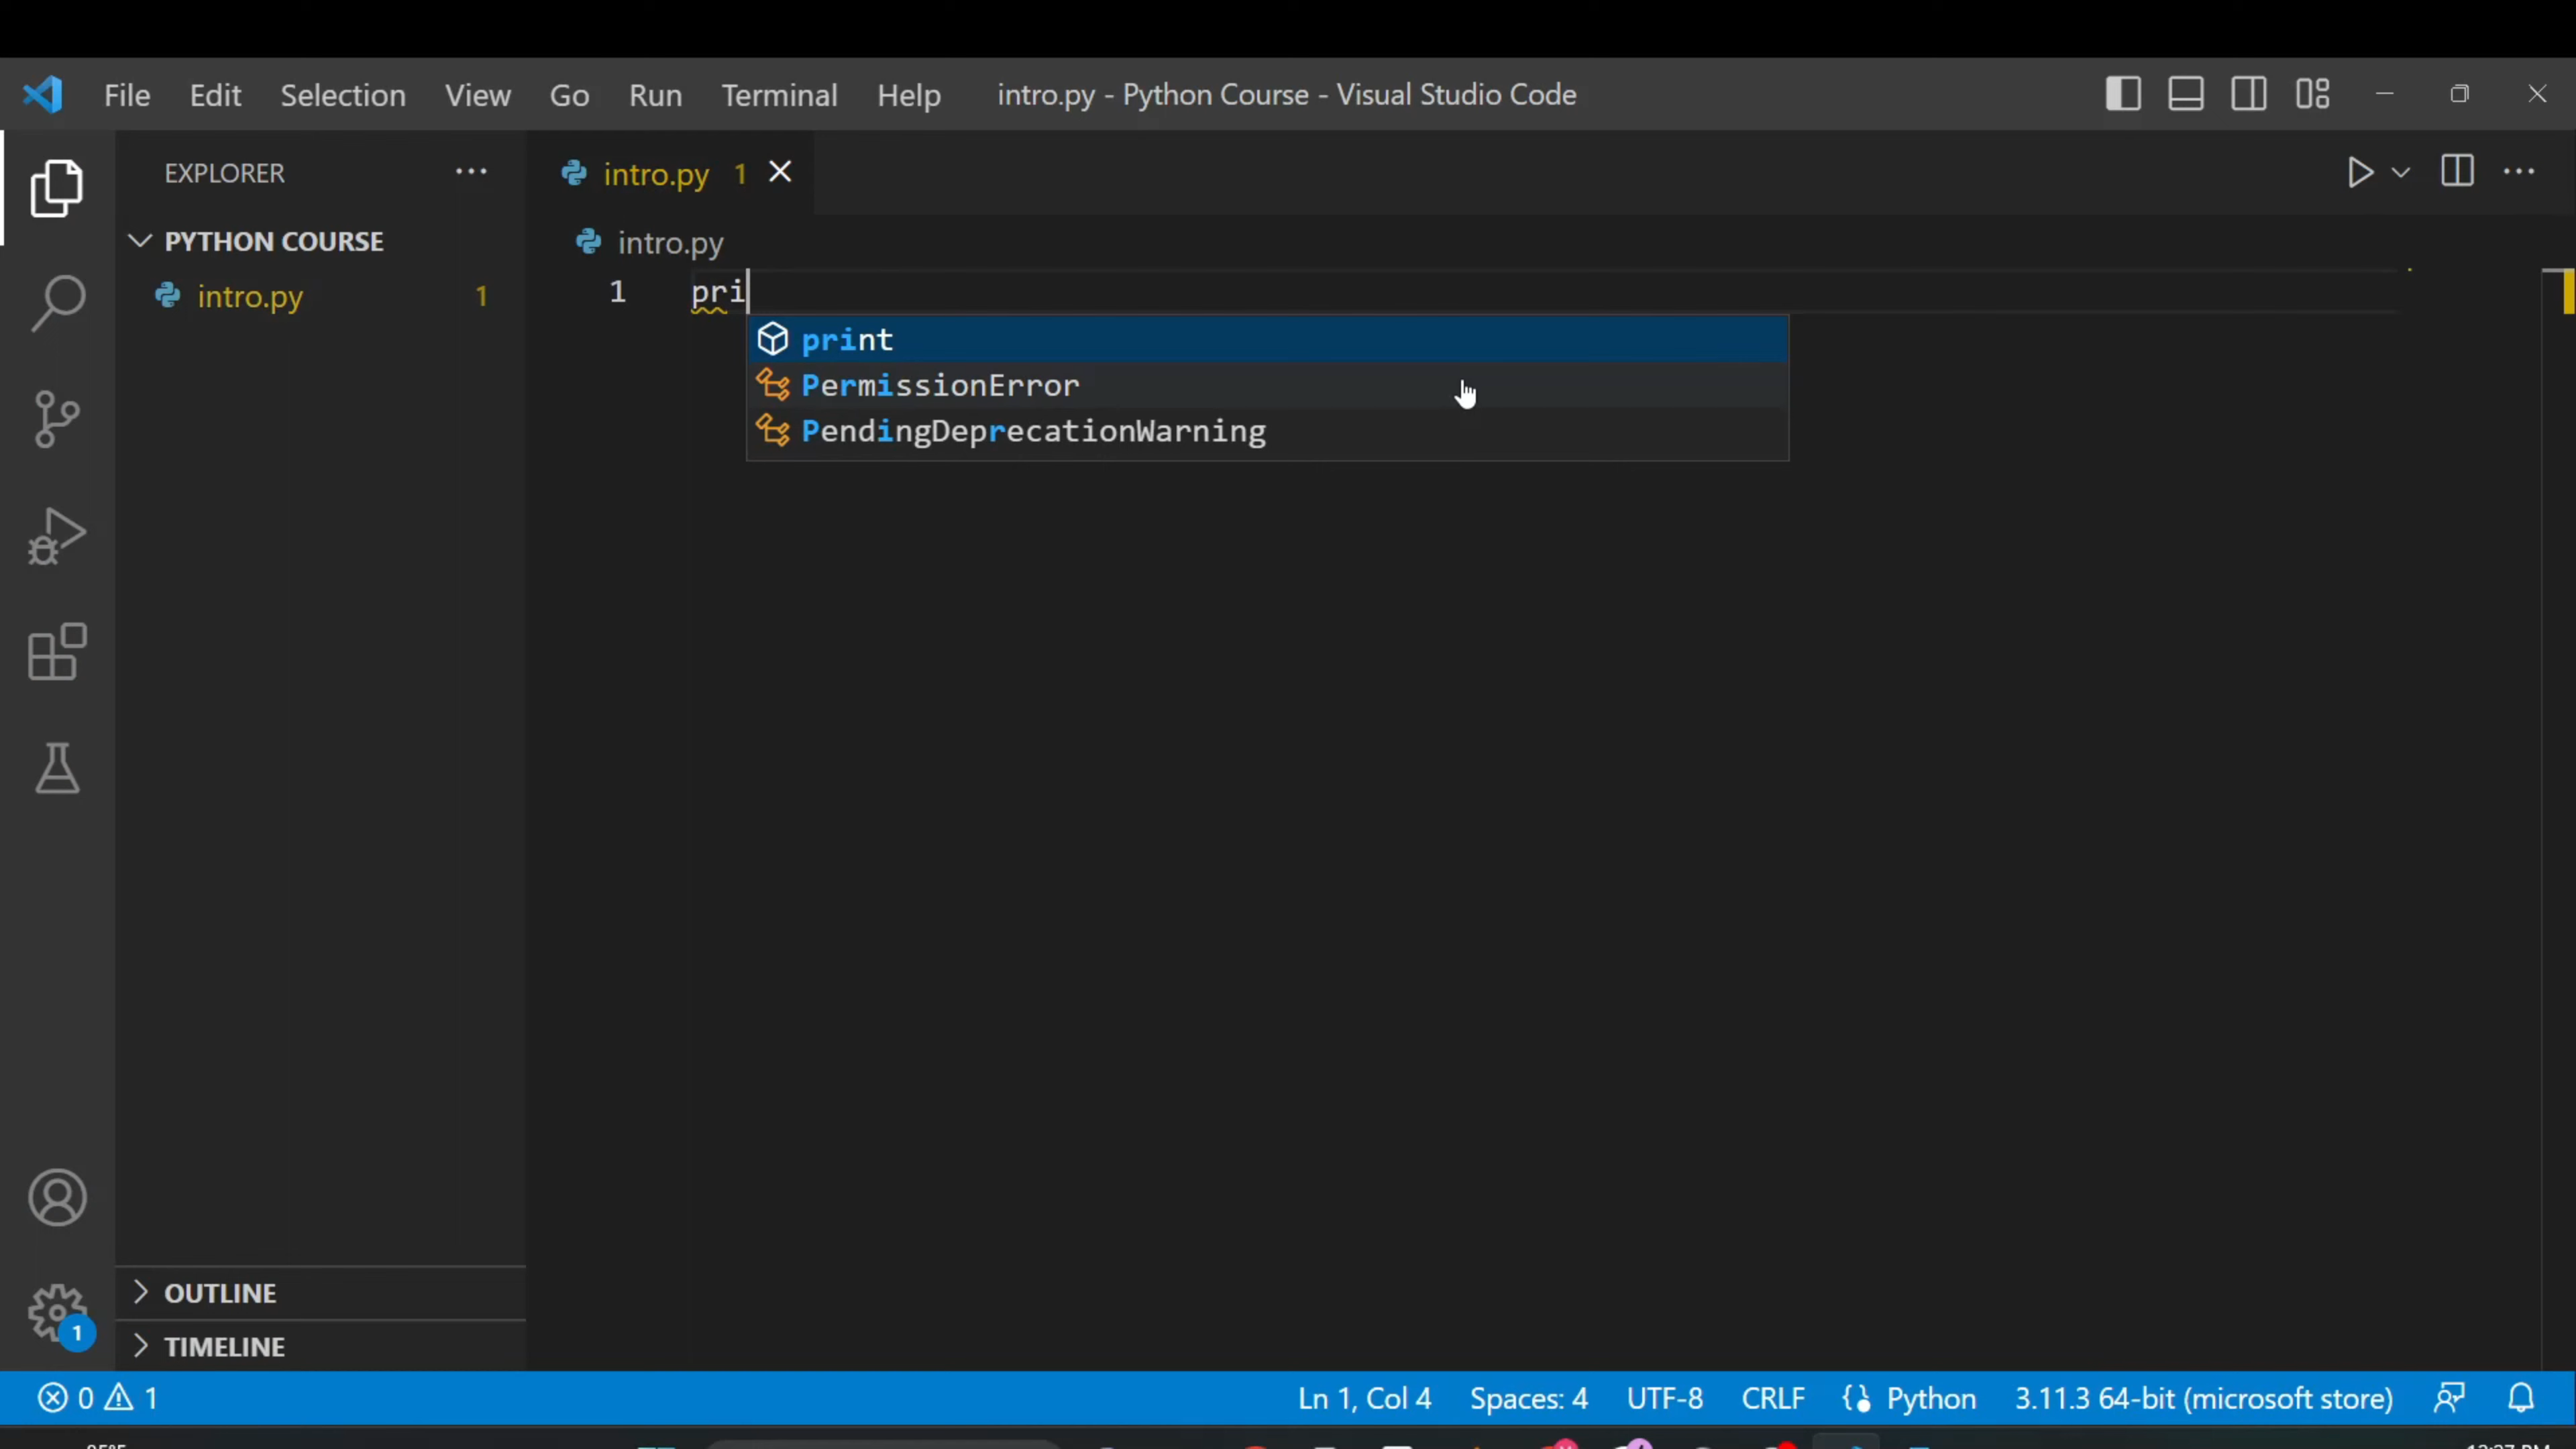 File Edit Selection View Go Run Terminal Help intro.py - Python Course - Visual Studio Code
EXPLORER
intro.py 1
PYTHON COURSE
intro.py
intro.py 1
1 pri
print
PermissionError
PendingDeprecationWarning
OUTLINE
1
TIMELINE
0 1 Ln 1, Col 4 Spaces: 4 UTF-8 CRLF Python 3.11.3 64-bit (microsoft store)